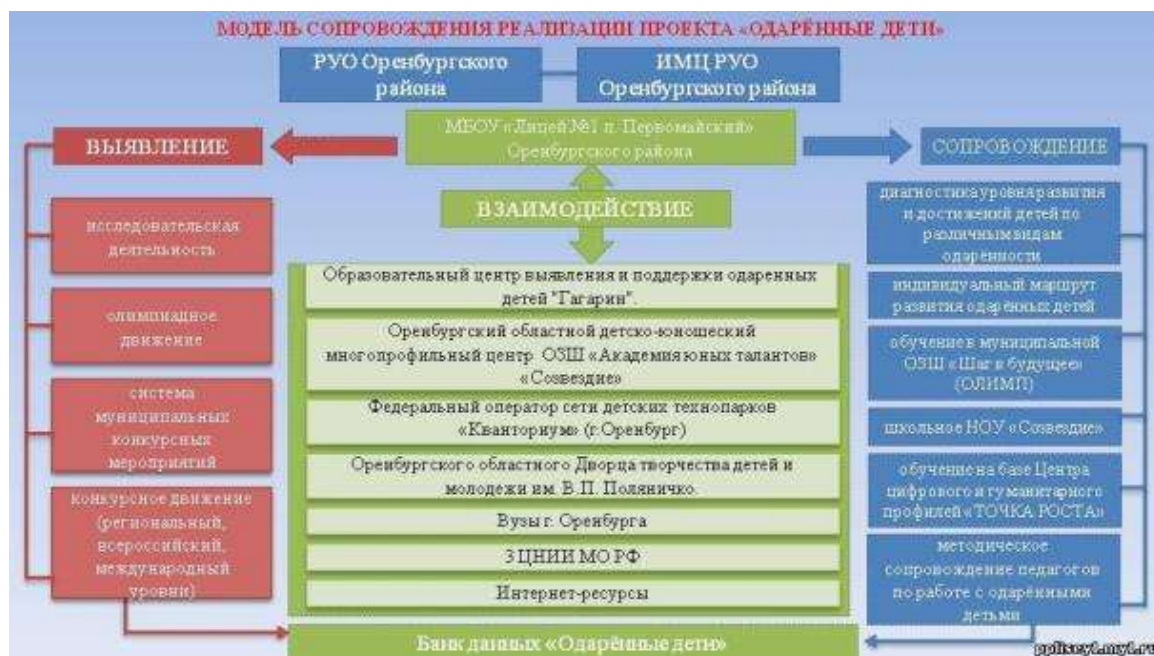 МОДЕЛЬ СОПРОВОЖДЕНИЯ РЕАЛИЗАЦИИ ПРОЕКТА «ОДАРЁННЫЕ ДЕТИ»
РУО Оренбургского
района
ИМЦ РУО
Оренбургского района
МБОУ «Лицей №1 п. Первомайский»
Оренбургского района
ВЫЯВЛЕНИЕ
исследовательская
деятельность
олимпиадное
движение
система
муниципальных
конкурсных
мероприятий
конкурсное движение
(региональный,
всероссийский,
международный
уровни)
ВЗАИМОДЕЙСТВИЕ
Образовательный центр выявления и поддержки одаренных
детей "Гагарин".
Оренбургский областной детско-юношеский
многопрофильный центр ОЗШ «Академия юных талантов»
«Созвездие»
Федеральный оператор сети детских технопарков
«Кванториум» (г.Оренбург)
Оренбургского областного Дворца творчества детей и
молодежи им. В.П. Поляничко.
Вузы г. Оренбурга
3 ЦНИИ МО РФ
Интернет-ресурсы
СОПРОВОЖДЕНИЕ
диагностика уровня развития
и достижений детей по
различным видам
одарённости
индивидуальный маршрут
развития одарённых детей
обучение в муниципальной
ОЗШ «Шаг в будущее»
(ОЛИМП)
школьное НОУ «Созвездие»
обучение на базе Центра
цифрового и гуманитарного
профилей «ТОЧКА РОСТА»
методическое
сопровождение педагогов
по работе с одарёнными
детьми
Банк данных «Одарённые дети»
ppliscy1.my1.ru